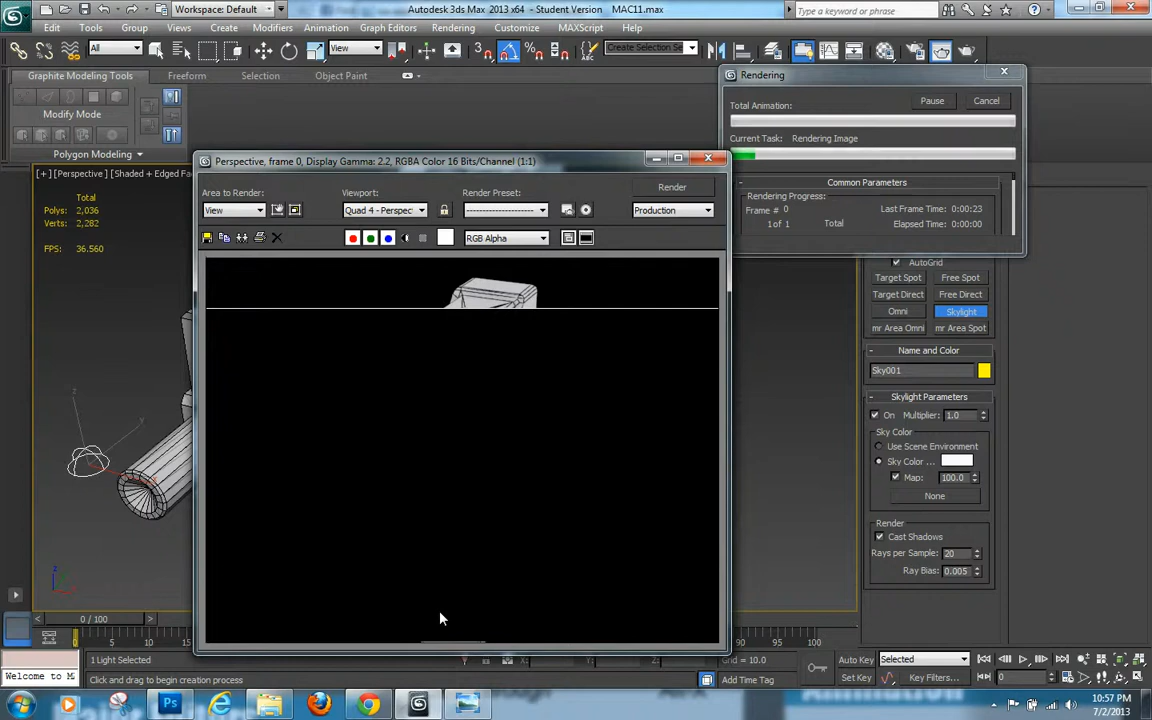 Workspace: Default
Autodesk 3ds Max 2013 x64 - Student Version MAC11.max
Type a keyword or phrase
Edit Tools Group Views Create Modifiers Animation Graph Editors Rendering Customize MAXScript Help
All
View
Create Selection Se
Graphite Modeling Tools Freeform Selection Object Paint
Modify Mode
Polygon Modeling
[+] [Perspective] [Shaded + Edged Fa
Total
Polys: 2,036
Verts: 2,282
FPS: 36.560
Rendering
Total Animation:
Pause Cancel
Current Task: Rendering Image
Common Parameters
Rendering Progress:
Frame # 0 Last Frame Time: 0:00:23
1 of 1 Total Elapsed Time: 0:00:00
Perspective, frame 0, Display Gamma: 2.2, RGBA Color 16 Bits/Channel (1:1)
Area to Render: Viewport: Render Preset: Render
View Quad 4 - Perspec Production
RGB Alpha
AutoGrid
Target Spot Free Spot
Target Direct Free Direct
Omni Skylight
mr Area Omni mr Area Spot
Name and Color
Sky001
Skylight Parameters
On Multiplier: 1.0
Sky Color
Use Scene Environment
Sky Color ...
Map: 100.0
None
Render
Cast Shadows
Rays per Sample: 20
Ray Bias: 0.005
0 / 100
0 5 10 15 95 100
1 Light Selected X: Grid = 10.0
Welcome to M
Click and drag to begin creation process
Add Time Tag
Auto Key Selected
Set Key Key Filters... 0
10:57 PM
7/2/2013